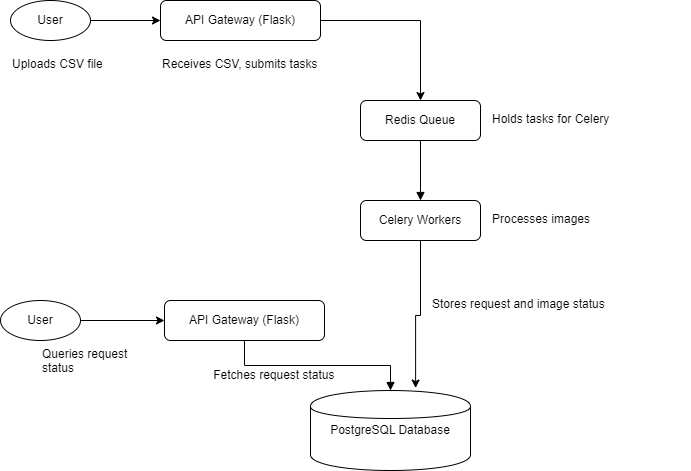 User
API Gateway (Flask)
Uploads CSV file
Receives CSV, submits tasks
Redis Queue
Holds tasks for Celery
Celery Workers
Processes images
Stores request and image status
User
API Gateway (Flask)
Queries request
status
Fetches request status
PostgreSQL Database